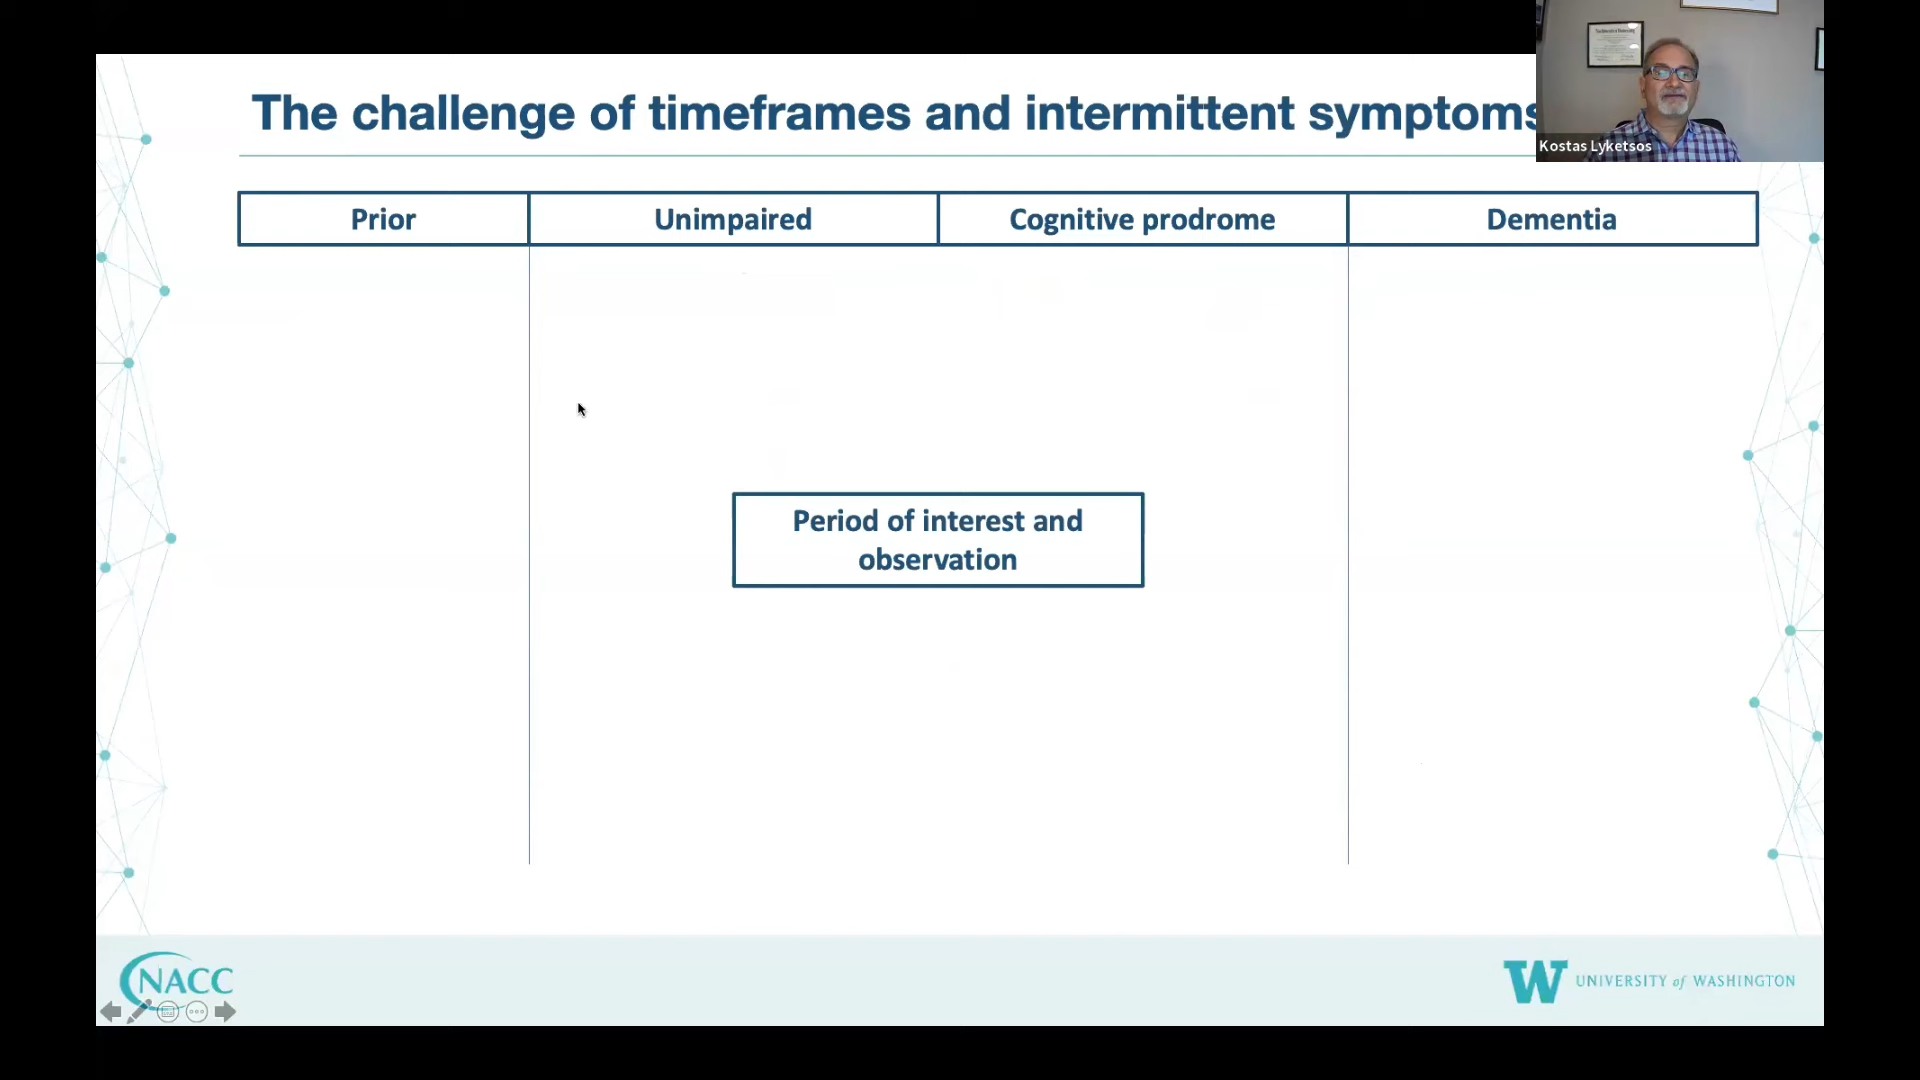 The challenge of timeframes and intermittent symptoms
Kostas Lyketsos
Prior
Unimpaired
Cognitive prodrome
Dementia
Period of interest and
observation
NACC
W UNIVERSITY of WASHINGTON